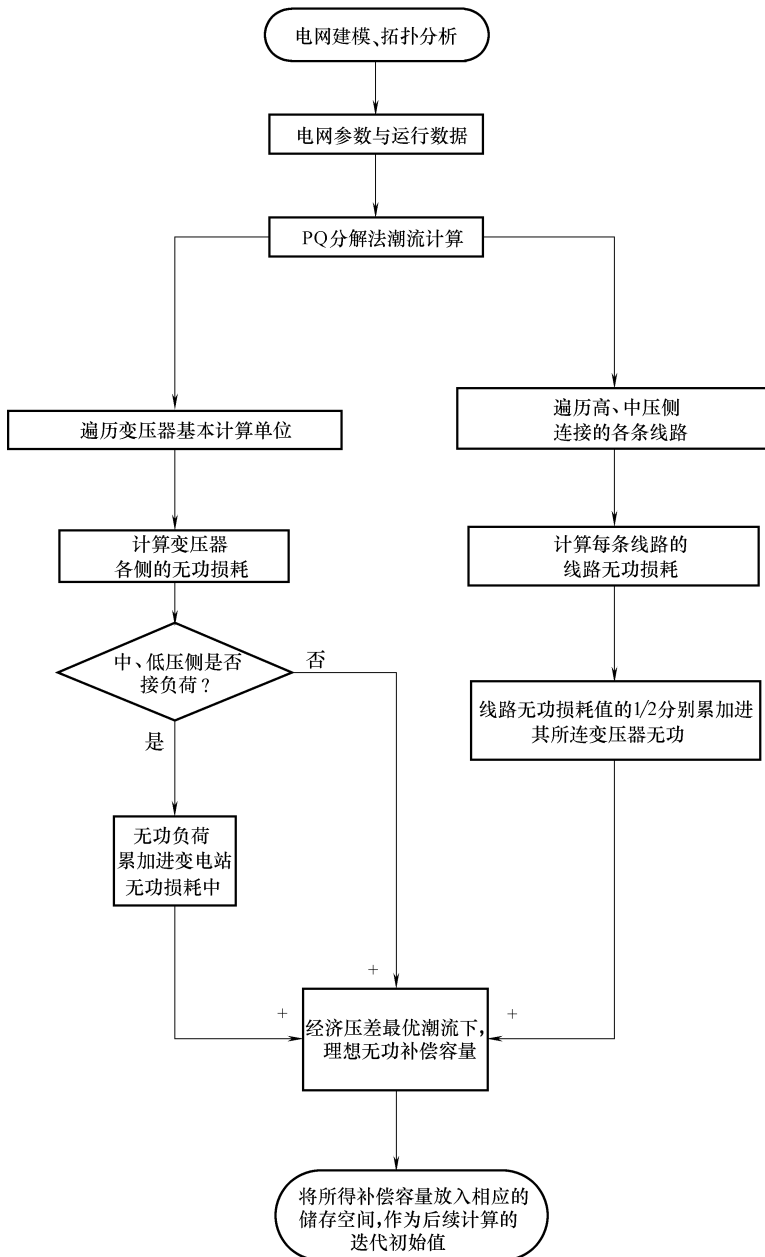 电网建模、拓扑分析
电网参数与运行数据
PQ分解法潮流计算
遍历变压器基本计算单位
遍历高、中压侧
连接的各条线路
计算变压器
各侧的无功损耗
计算每条线路的
线路无功损耗
中、低压侧是否
接负荷？
否
是
线路无功损耗值的1/2分别累加进
其所连变压器无功
无功负荷
累加进变电站
无功损耗中
+
+
+
经济压差最优潮流下，
理想无功补偿容量
将所得补偿容量放入相应的
储存空间，作为后续计算的
迭代初始值